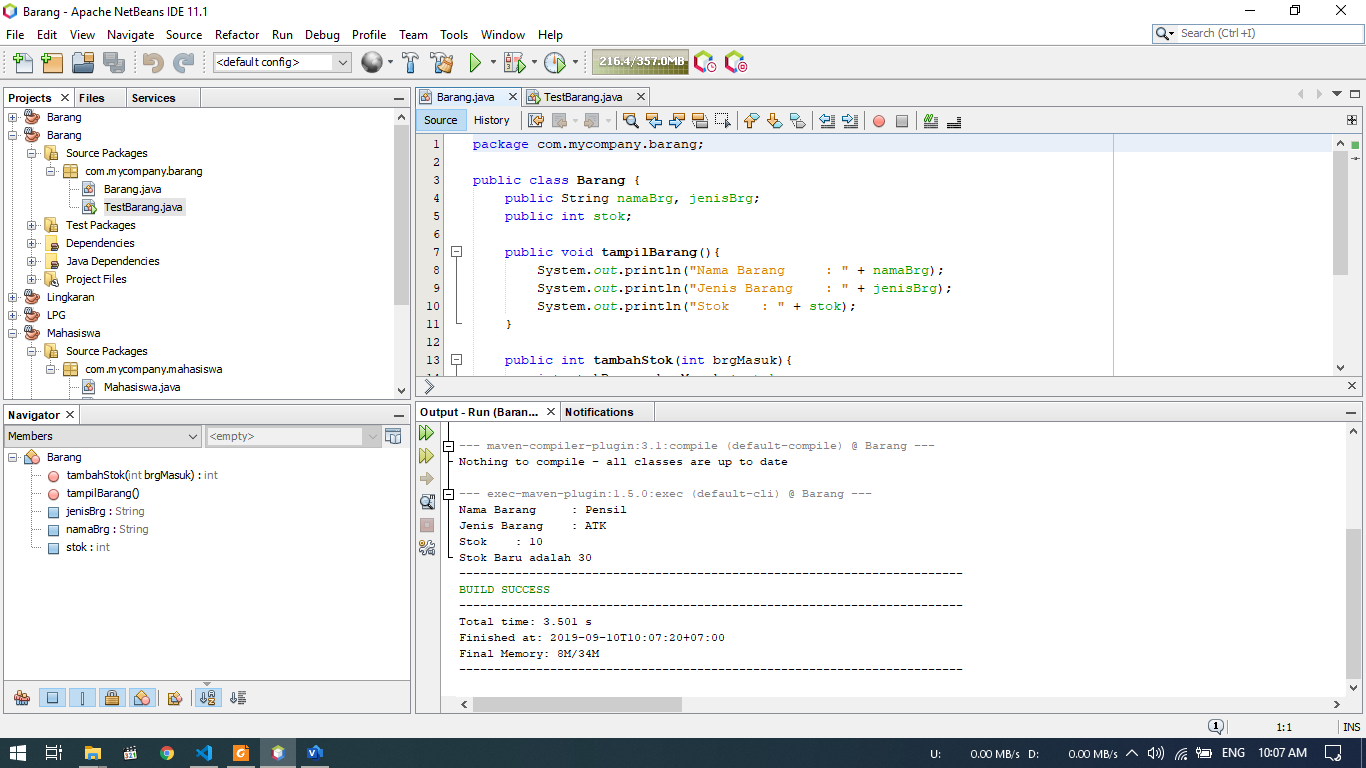 Barang - Apache NetBeans IDE 11.1
File Edit View Navigate Source Refactor Run Debug Profile Team Tools Window Help
Search (Ctrl+I)
<default config>
216.4/357.0MB
Projects Files Services
Barang
Barang
Source Packages
com.mycompany.barang
Barang.java
TestBarang.java
Test Packages
Dependencies
Java Dependencies
Project Files
Lingkaran
LPG
Mahasiswa
Source Packages
com.mycompany.mahasiswa
Mahasiswa.java
Navigator
Members <empty>
Barang
tambahStok(int brgMasuk) : int
tampilBarang()
jenisBrg : String
namaBrg : String
stok : int
Barang.java TestBarang.java
Source History
1 package com.mycompany.barang;
2
3 public class Barang {
4 public String namaBrg, jenisBrg;
5 public int stok;
6
7 public void tampilBarang(){
8 System.out.println("Nama Barang     : " + namaBrg);
9 System.out.println("Jenis Barang    : " + jenisBrg);
10 System.out.println("Stok    : " + stok);
11 }
12
13 public int tambahStok(int brgMasuk){
Output - Run (Baran... Notifications
--- maven-compiler-plugin:3.1:compile (default-compile) @ Barang ---
Nothing to compile - all classes are up to date
--- exec-maven-plugin:1.5.0:exec (default-cli) @ Barang ---
Nama Barang     : Pensil
Jenis Barang    : ATK
Stok    : 10
Stok Baru adalah 30
------------------------------------------------------------------------
BUILD SUCCESS
------------------------------------------------------------------------
Total time: 3.501 s
Finished at: 2019-09-10T10:07:20+07:00
Final Memory: 8M/34M
------------------------------------------------------------------------
1 1:1 INS
U: 0.00 MB/s D: 0.00 MB/s ENG 10:07 AM